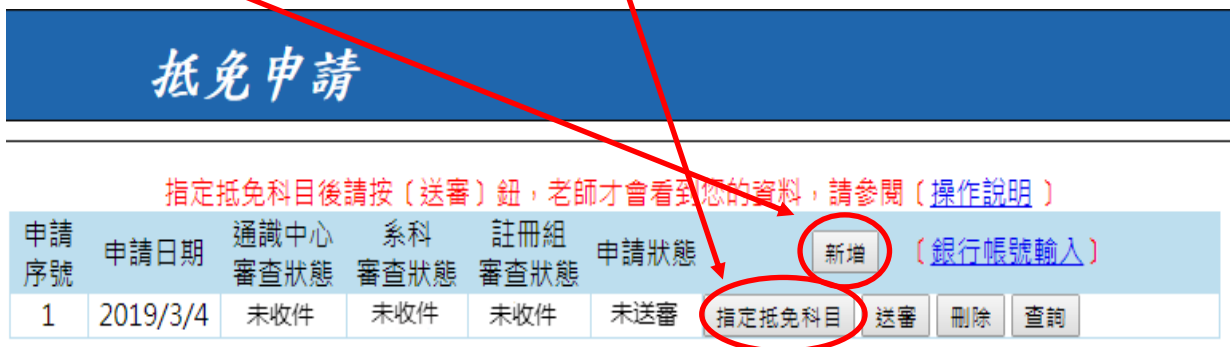 抵免申請
指定抵免科目後請按〔送審〕鈕，老師才會看到您的資料，請參閱〔操作說明〕
申請序號 申請日期 通識中心審查狀態 系科審查狀態 註冊組審查狀態 申請狀態 新增 〔銀行帳號輸入〕
1 2019/3/4 未收件 未收件 未收件 未送審 指定抵免科目 送審 刪除 查詢